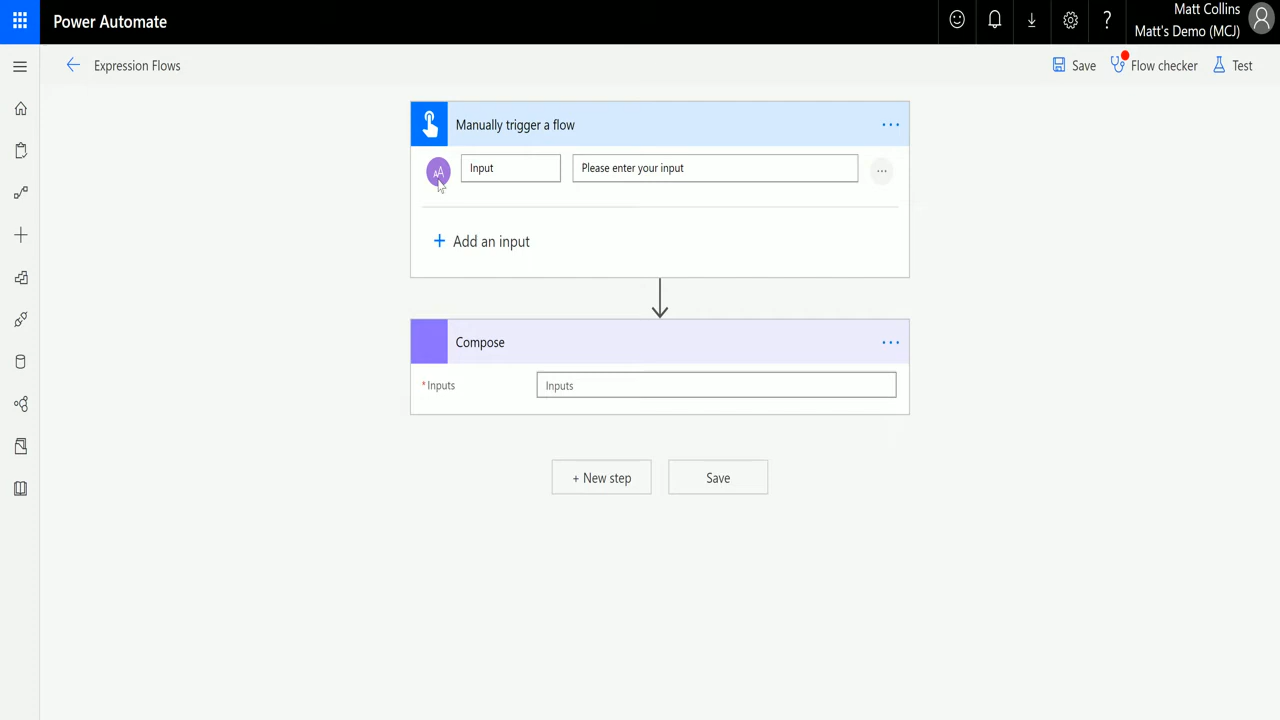 Power Automate
Matt Collins
Matt's Demo (MCJ)
?
Expression Flows
Save
Flow checker
Test
Manually trigger a flow
AA
Input
Please enter your input
+ Add an input
Compose
* Inputs
Inputs
+ New step
Save